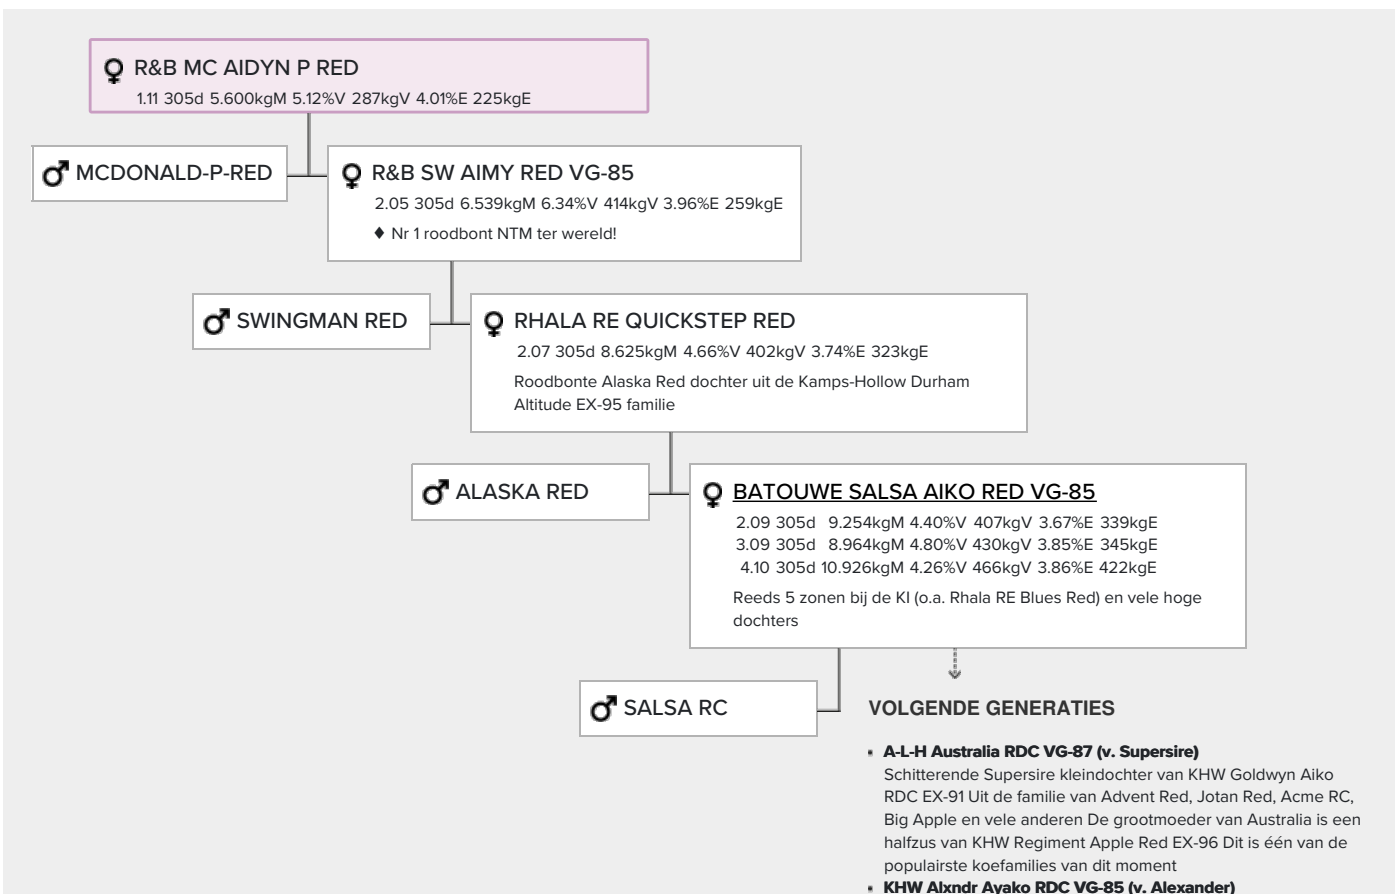 R&B MC AIDYN P RED
1.11 305d 5.600kgM 5.12%V 287kgV 4.01%E 225kgE
MCDONALD-P-RED
R&B SW AIMY RED VG-85
2.05 305d 6.539kgM 6.34%V 414kgV 3.96%E 259kgE
♦ Nr 1 roodbont NTM ter wereld!
SWINGMAN RED
RHALA RE QUICKSTEP RED
2.07 305d 8.625kgM 4.66%V 402kgV 3.74%E 323kgE
Roodbonte Alaska Red dochter uit de Kamps-Hollow Durham
Altitude EX-95 familie
ALASKA RED
BATOUWE SALSA AIKO RED VG-85
2.09 305d 9.254kgM 4.40%V 407kgV 3.67%E 339kgE
3.09 305d 8.964kgM 4.80%V 430kgV 3.85%E 345kgE
4.10 305d 10.926kgM 4.26%V 466kgV 3.86%E 422kgE
Reeds 5 zonen bij de KI (o.a. Rhala RE Blues Red) en vele hoge
dochters
SALSA RC
VOLGENDE GENERATIES
▪ A-L-H Australia RDC VG-87 (v. Supersire)
Schitterende Supersire kleindochter van KHW Goldwyn Aiko
RDC EX-91 Uit de familie van Advent Red, Jotan Red, Acme RC,
Big Apple en vele anderen De grootmoeder van Australia is een
halfzus van KHW Regiment Apple Red EX-96 Dit is één van de
populairste koefamilies van dit moment
▪ KHW Alxndr Ayako RDC VG-85 (v. Alexander)